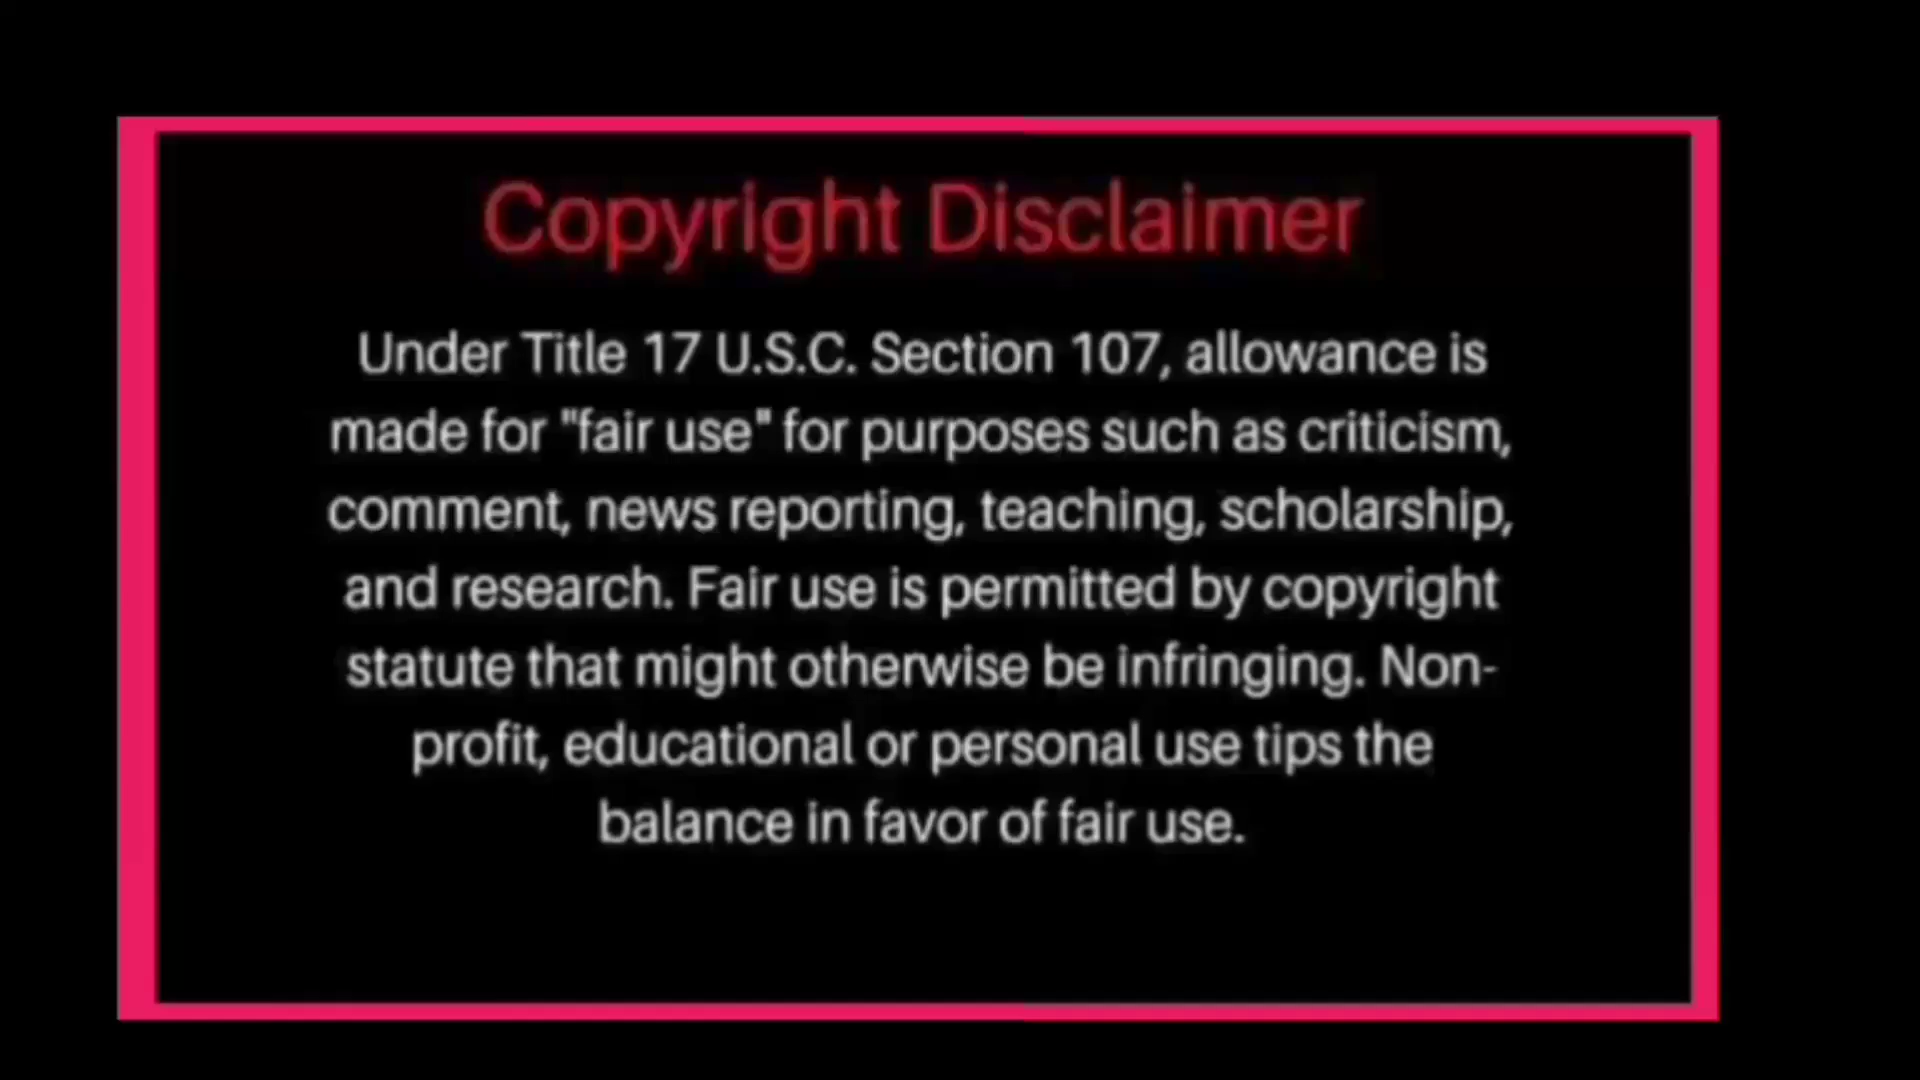 Copyright Disclaimer
Under Title 17 U.S.C. Section 107, allowance is
made for "fair use" for purposes such as criticism,
comment, news reporting, teaching, scholarship,
and research. Fair use is permitted by copyright
statute that might otherwise be infringing. Non-
profit, educational or personal use tips the
balance in favor of fair use.